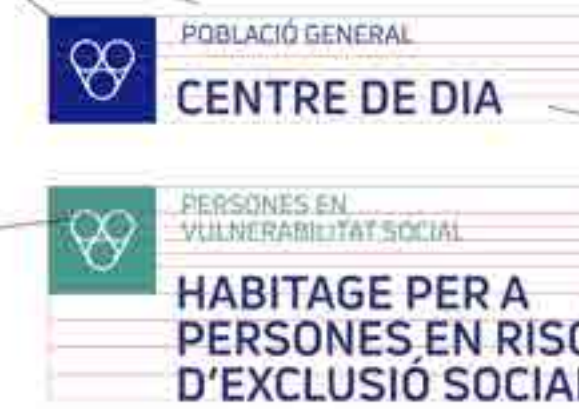 POBLACIÓ GENERAL
CENTRE DE DIA
PERSONES EN
VULNERABILITAT SOCIAL
HABITAGE PER A
PERSONES EN RISC
D'EXCLUSIÓ SOCIAL